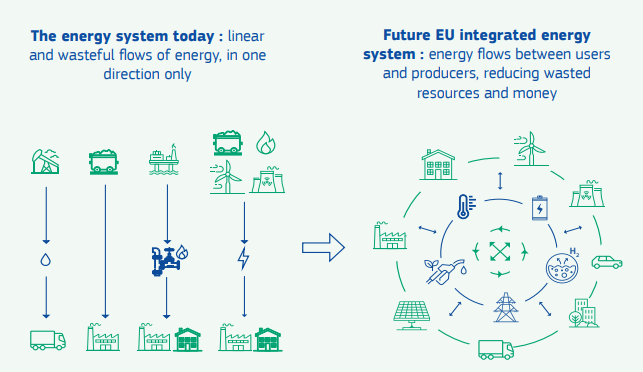 The energy system today : linear
and wasteful flows of energy, in one
direction only
Future EU integrated energy
system : energy flows between users
and producers, reducing wasted
resources and money
H2